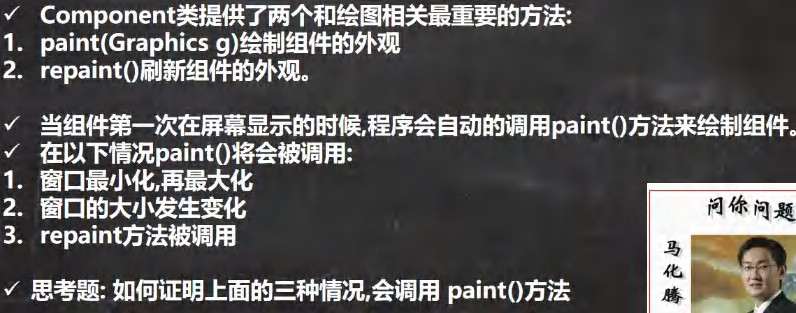 ✓ Component类提供了两个和绘图相关最重要的方法:
1. paint(Graphics g)绘制组件的外观
2. repaint()刷新组件的外观。
✓ 当组件第一次在屏幕显示的时候,程序会自动的调用paint()方法来绘制组件。
✓ 在以下情况paint()将会被调用:
1. 窗口最小化,再最大化
2. 窗口的大小发生变化
3. repaint方法被调用
问你问题
马化腾
✓ 思考题: 如何证明上面的三种情况,会调用 paint()方法